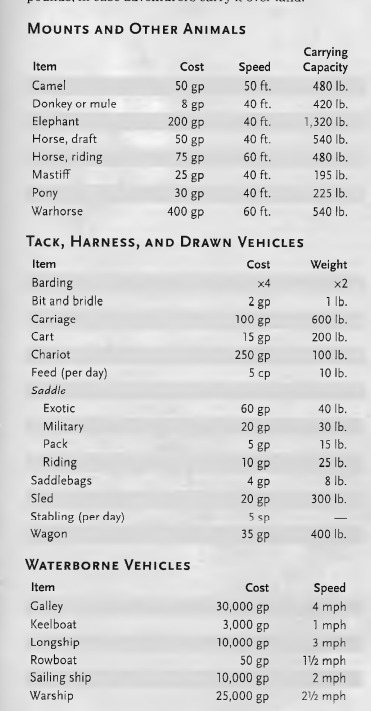 MOUNTS AND OTHER ANIMALS
Carrying
Item Cost Speed Capacity
Camel 50 gp 50 ft. 480 lb.
Donkey or mule 8 gp 40 ft. 420 lb.
Elephant 200 gp 40 ft. 1,320 lb.
Horse, draft 50 gp 40 ft. 540 lb.
Horse, riding 75 gp 60 ft. 480 lb.
Mastiff 25 gp 40 ft. 195 lb.
Pony 30 gp 40 ft. 225 lb.
Warhorse 400 gp 60 ft. 540 lb.
TACK, HARNESS, AND DRAWN VEHICLES
Item Cost Weight
Barding ×4 ×2
Bit and bridle 2 gp 1 lb.
Carriage 100 gp 600 lb.
Cart 15 gp 200 lb.
Chariot 250 gp 100 lb.
Feed (per day) 5 cp 10 lb.
Saddle
Exotic 60 gp 40 lb.
Military 20 gp 30 lb.
Pack 5 gp 15 lb.
Riding 10 gp 25 lb.
Saddlebags 4 gp 8 lb.
Sled 20 gp 300 lb.
Stabling (per day) 5 sp —
Wagon 35 gp 400 lb.
WATERBORNE VEHICLES
Item Cost Speed
Galley 30,000 gp 4 mph
Keelboat 3,000 gp 1 mph
Longship 10,000 gp 3 mph
Rowboat 50 gp 1½ mph
Sailing ship 10,000 gp 2 mph
Warship 25,000 gp 2½ mph